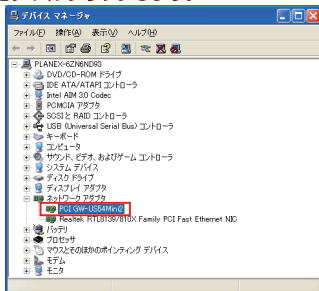 デバイス マネージャ
ファイル(F) 操作(A) 表示(V) ヘルプ(H)
PLANEX-6ZN6ND93
DVD/CD-ROM ドライブ
IDE ATA/ATAPI コントローラ
Intel AIM 3.0 Codec
PCMCIA アダプタ
SCSI と RAID コントローラ
USB (Universal Serial Bus) コントローラ
キーボード
コンピュータ
サウンド、ビデオ、およびゲーム コントローラ
システム デバイス
ディスク ドライブ
ディスプレイ アダプタ
ネットワーク アダプタ
PCI GW-US54Mini2
Realtek RTL8139/810X Family PCI Fast Ethernet NIC
バッテリ
プロセッサ
マウスとそのほかのポインティング デバイス
モデム
モニタ